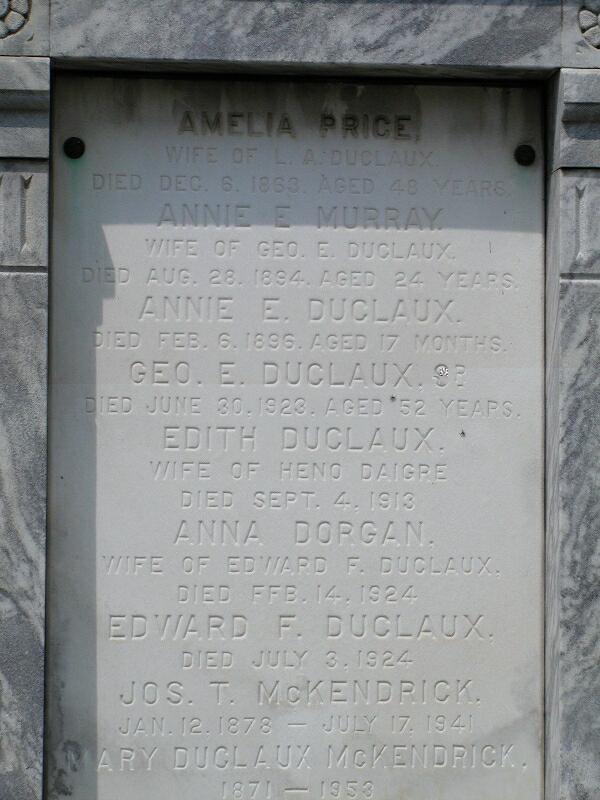 AMELIA PRICE,
WIFE OF L. A. DUCLAUX
DIED DEC. 6. 1863. AGED 48 YEARS.
ANNIE E MURRAY.
WIFE OF GEO. E. DUCLAUX.
DIED AUG. 28. 1894. AGED 24 YEARS.
ANNIE E. DUCLAUX.
DIED FEB. 6. 1896. AGED 17 MONTHS.
GEO. E. DUCLAUX. SR
DIED JUNE 30. 1923. AGED 52 YEARS.
EDITH DUCLAUX.
WIFE OF HENO DAIGRE
DIED SEPT. 4. 1913
ANNA DORGAN.
WIFE OF EDWARD F. DUCLAUX.
DIED FFB. 14. 1924
EDWARD F. DUCLAUX.
DIED JULY 3. 1924
JOS. T. McKENDRICK.
JAN. 12. 1878 — JULY 17. 1941
MARY DUCLAUX McKENDRICK.
1871 — 1953